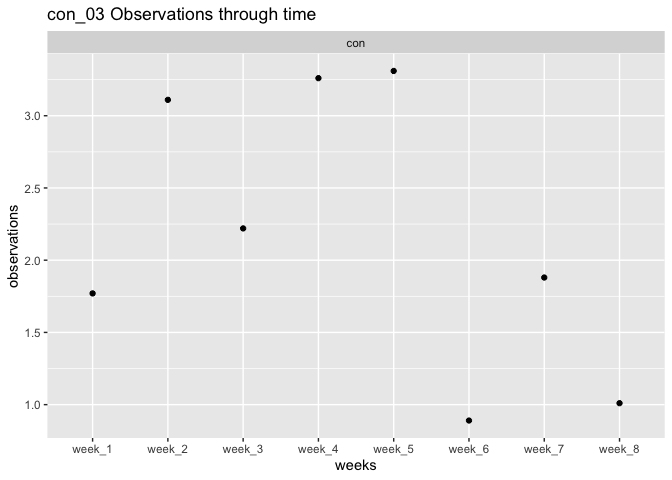 con_03 Observations through time
con
3.0
2.5
2.0
1.5
1.0
observations
week_1 week_2 week_3 week_4 week_5 week_6 week_7 week_8
weeks